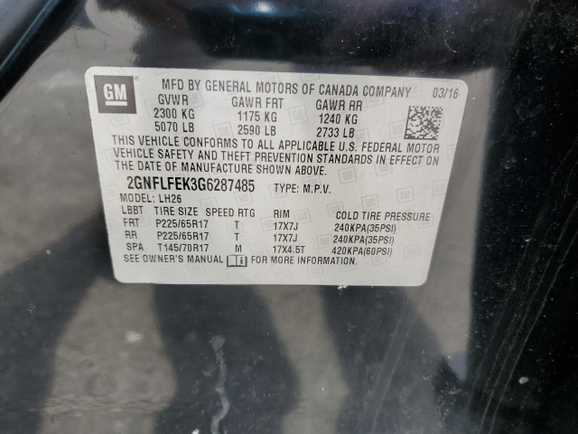 GM
MFD BY GENERAL MOTORS OF CANADA COMPANY 03/16
GVWR GAWR FRT GAWR RR
2300 KG 1175 KG 1240 KG
5070 LB 2590 LB 2733 LB
THIS VEHICLE CONFORMS TO ALL APPLICABLE U.S. FEDERAL MOTOR
VEHICLE SAFETY AND THEFT PREVENTION STANDARDS IN EFFECT ON
THE DATE OF MANUFACTURE SHOWN ABOVE.
2GNFLFEK3G6287485 TYPE: M.P.V.
MODEL: LH26
LBBT TIRE SIZE SPEED RTG RIM COLD TIRE PRESSURE
FRT P225/65R17 T 17X7J 240KPA(35PSI)
RR P225/65R17 T 17X7J 240KPA(35PSI)
SPA T145/70R17 M 17X4.5T 420KPA(60PSI)
SEE OWNER'S MANUAL FOR MORE INFORMATION.